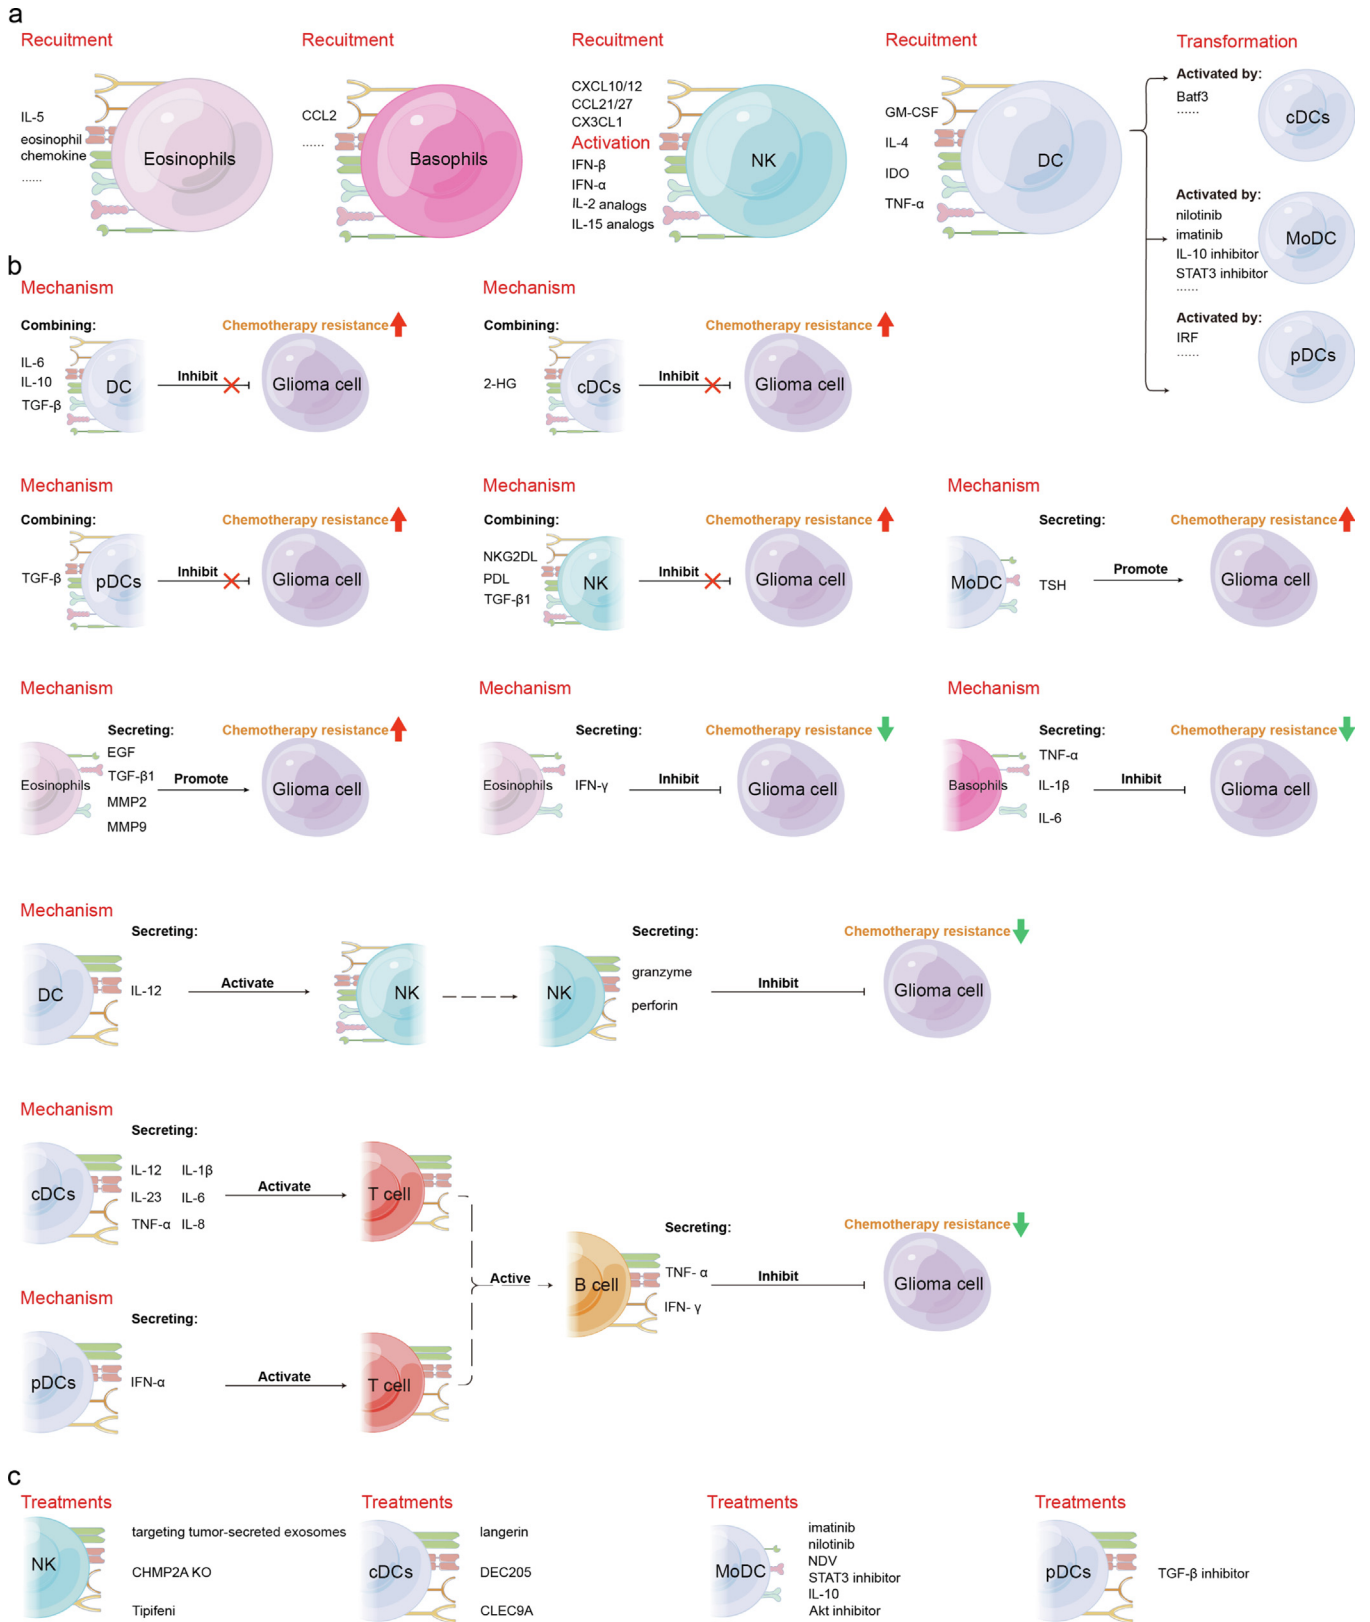 a
Recruitment
IL-5
eosinophil
chemokine
......
Eosinophils
Recruitment
CCL2
......
Basophils
Recruitment
CXCL10/12
CCL21/27
CX3CL1
Activation
IFN-β
IFN-α
IL-2 analogs
IL-15 analogs
NK
Recruitment
GM-CSF
IL-4
IDO
TNF-α
DC
Transformation
Activated by:
Batf3
......
cDCs
Activated by:
nilotinib
imatinib
IL-10 inhibitor
STAT3 inhibitor
......
MoDC
Activated by:
IRF
......
pDCs
b
Mechanism
Combining:
IL-6
IL-10
TGF-β
DC
Inhibit
Chemotherapy resistance
Glioma cell
Mechanism
Combining:
2-HG
cDCs
Inhibit
Chemotherapy resistance
Glioma cell
Mechanism
Combining:
TGF-β
pDCs
Inhibit
Chemotherapy resistance
Glioma cell
Mechanism
Combining:
NKG2DL
PDL
TGF-β1
NK
Inhibit
Chemotherapy resistance
Glioma cell
Mechanism
MoDC
Secreting:
TSH
Promote
Chemotherapy resistance
Glioma cell
Mechanism
Eosinophils
Secreting:
EGF
TGF-β1
MMP2
MMP9
Promote
Chemotherapy resistance
Glioma cell
Mechanism
Eosinophils
Secreting:
IFN-γ
Inhibit
Chemotherapy resistance
Glioma cell
Mechanism
Basophils
Secreting:
TNF-α
IL-1β
IL-6
Inhibit
Chemotherapy resistance
Glioma cell
Mechanism
DC
Secreting:
IL-12
Activate
NK
NK
Secreting:
granzyme
perforin
Inhibit
Chemotherapy resistance
Glioma cell
Mechanism
cDCs
Secreting:
IL-12 IL-1β
IL-23 IL-6
TNF-α IL-8
Activate
T cell
Mechanism
pDCs
Secreting:
IFN-α
Activate
T cell
Active
B cell
Secreting:
TNF- α
IFN- γ
Inhibit
Chemotherapy resistance
Glioma cell
c
Treatments
NK
targeting tumor-secreted exosomes
CHMP2A KO
Tipifeni
Treatments
cDCs
langerin
DEC205
CLEC9A
Treatments
MoDC
imatinib
nilotinib
NDV
STAT3 inhibitor
IL-10
Akt inhibitor
Treatments
pDCs
TGF-β inhibitor